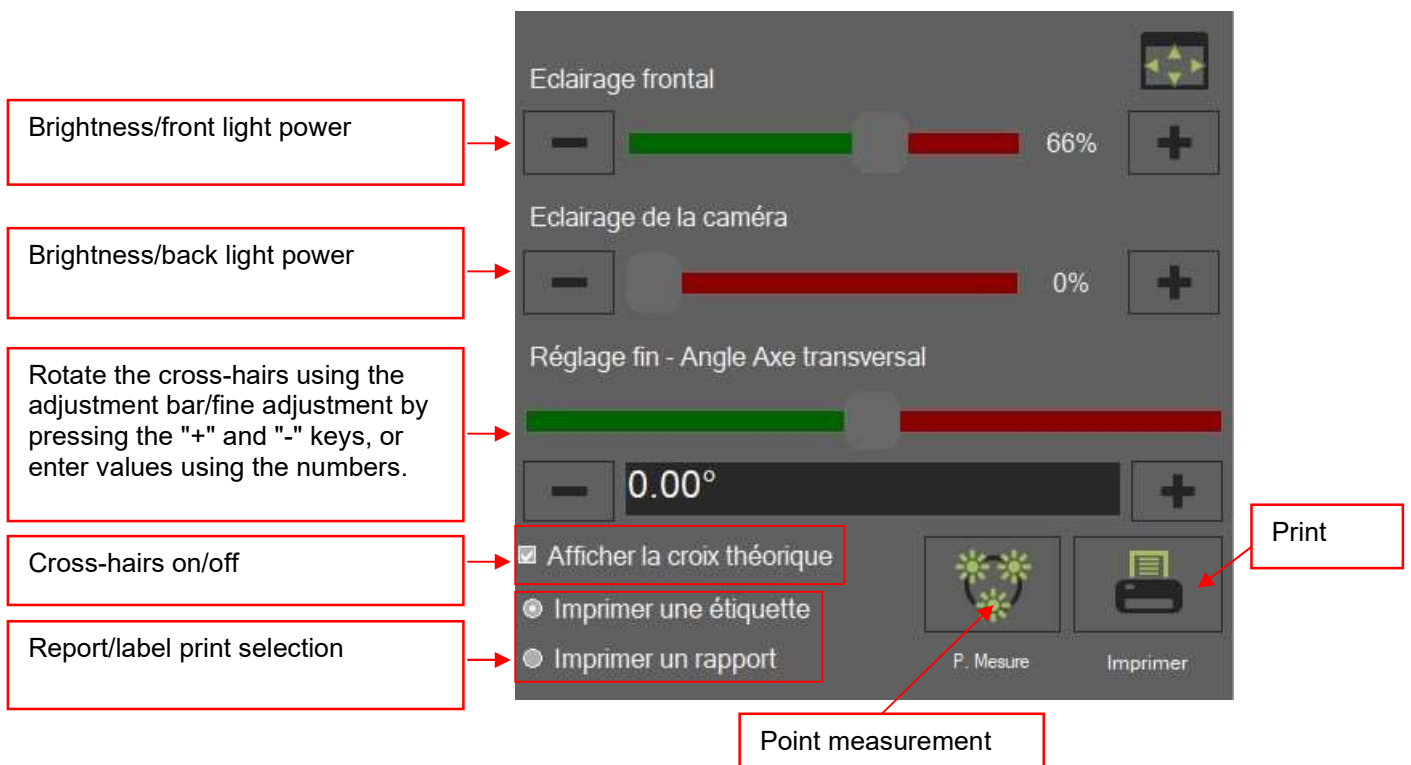 Eclairage frontal
Brightness/front light power
66%
Eclairage de la caméra
Brightness/back light power
0%
Réglage fin - Angle Axe transversal
Rotate the cross-hairs using the
adjustment bar/fine adjustment by
pressing the "+" and "-" keys, or
enter values using the numbers.
0.00°
Cross-hairs on/off
Afficher la croix théorique
Print
Imprimer une étiquette
Report/label print selection
Imprimer un rapport
P. Mesure
Imprimer
Point measurement